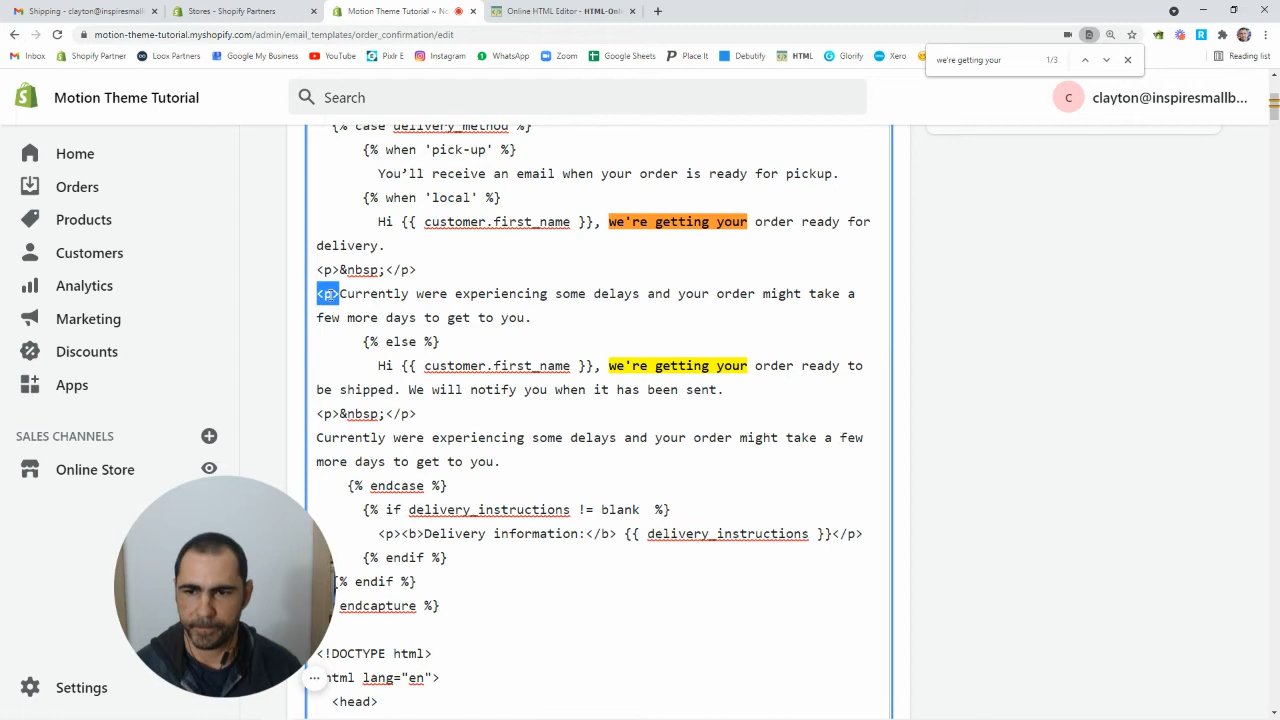 Shipping - clayton@inspiresmall
Stores - Shopify Partners
Motion Theme Tutorial ~ No
Online HTML Editor - HTML-Onli
motion-theme-tutorial.myshopify.com/admin/email_templates/order_confirmation/edit
Inbox
Shopify Partner
Loox Partners
Google My Business
YouTube
Pixlr E
Instagram
WhatsApp
Zoom
Google Sheets
Place It
Debutify
HTML
Glorify
Xero
Reading list
we're getting your 1/3
Motion Theme Tutorial
Search
C
clayton@inspiresmallb...
Home
Orders
Products
Customers
Analytics
Marketing
Discounts
Apps
SALES CHANNELS
Online Store
Settings
{% case delivery_method %}
{% when 'pick-up' %}
You’ll receive an email when your order is ready for pickup.
{% when 'local' %}
Hi {{ customer.first_name }}, we're getting your order ready for
delivery.
<p>&nbsp;</p>
<p>Currently were experiencing some delays and your order might take a
few more days to get to you.
{% else %}
Hi {{ customer.first_name }}, we're getting your order ready to
be shipped. We will notify you when it has been sent.
<p>&nbsp;</p>
Currently were experiencing some delays and your order might take a few
more days to get to you.
{% endcase %}
{% if delivery_instructions != blank  %}
<p><b>Delivery information:</b> {{ delivery_instructions }}</p>
{% endif %}
% endif %}
endcapture %}
<!DOCTYPE html>
html lang="en">
<head>